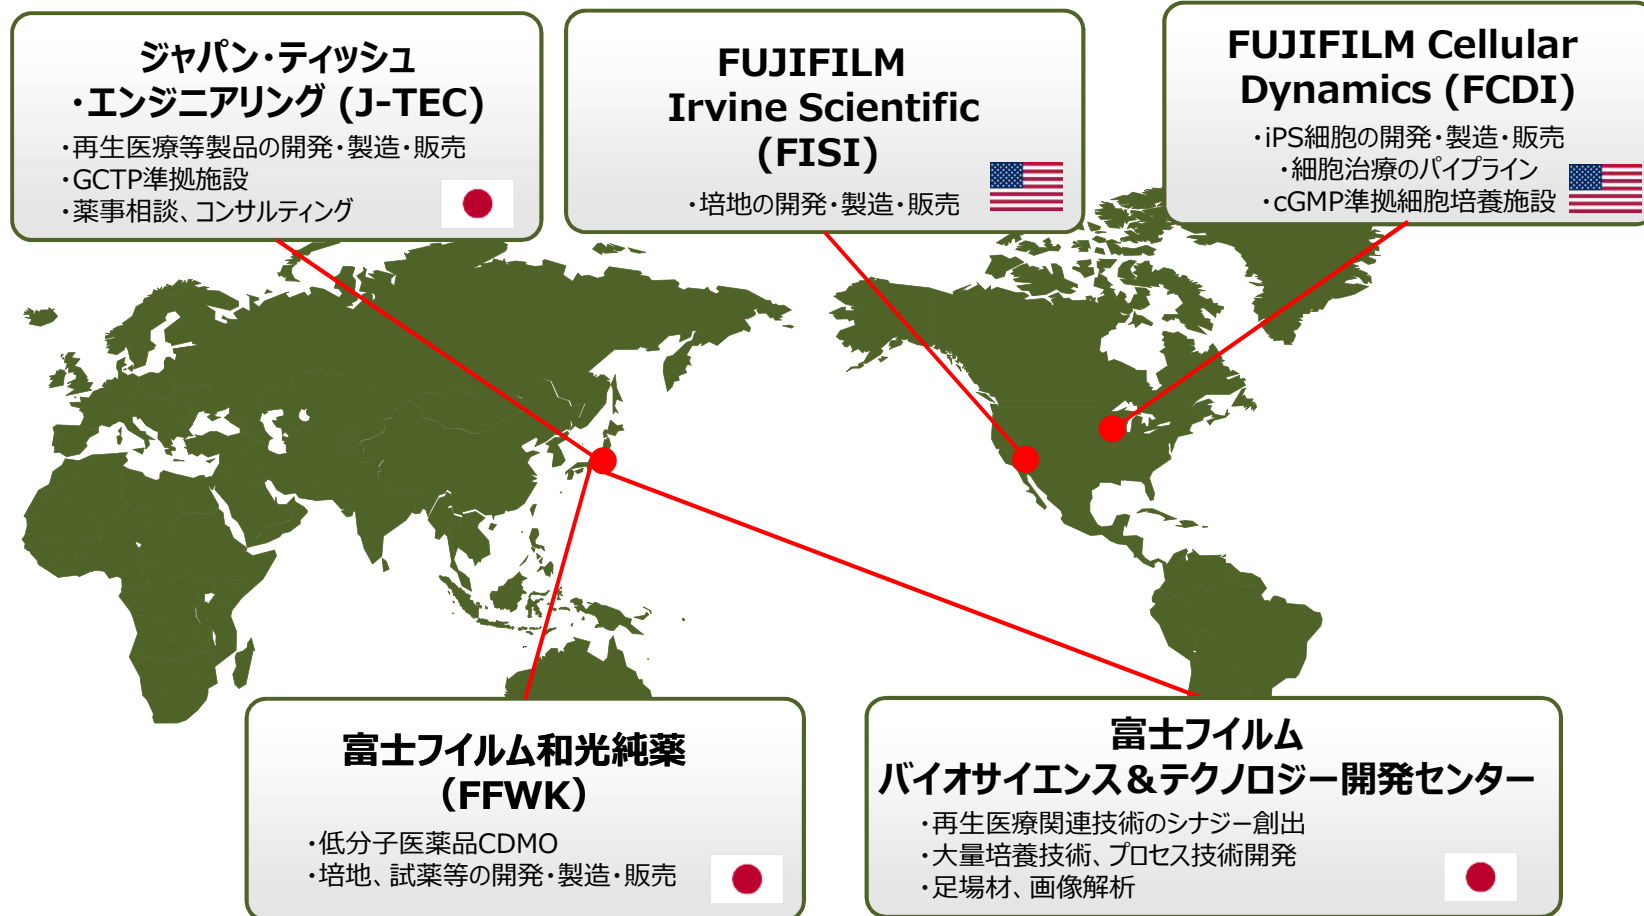 ジャパン・ティッシュ
・エンジニアリング (J-TEC)
・再生医療等製品の開発・製造・販売
・GCTP準拠施設
・薬事相談、コンサルティング
FUJIFILM
Irvine Scientific
(FISI)
・培地の開発・製造・販売
FUJIFILM Cellular
Dynamics (FCDI)
・iPS細胞の開発・製造・販売
・細胞治療のパイプライン
・cGMP準拠細胞培養施設
富士フイルム和光純薬
（FFWK）
・低分子医薬品CDMO
・培地、試薬等の開発・製造・販売
富士フイルム
バイオサイエンス＆テクノロジー開発センター
・再生医療関連技術のシナジー創出
・大量培養技術、プロセス技術開発
・足場材、画像解析